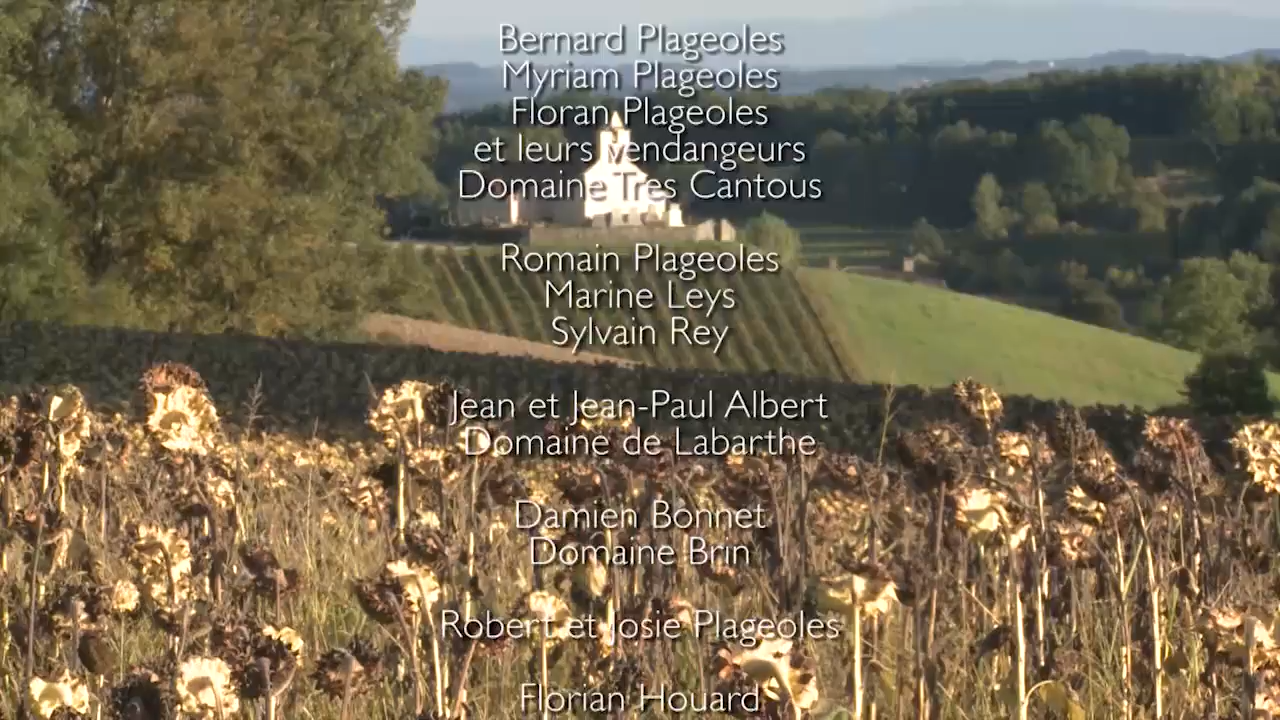 Bernard Plageoles
Myriam Plageoles
Floran Plageoles
et leurs vendangeurs
Domaine Tres Cantous
Romain Plageoles
Marine Leys
Sylvain Rey
Jean et Jean-Paul Albert
Domaine de Labarthe
Damien Bonnet
Domaine Brin
Robert et Josie Plageoles
Florian Houard